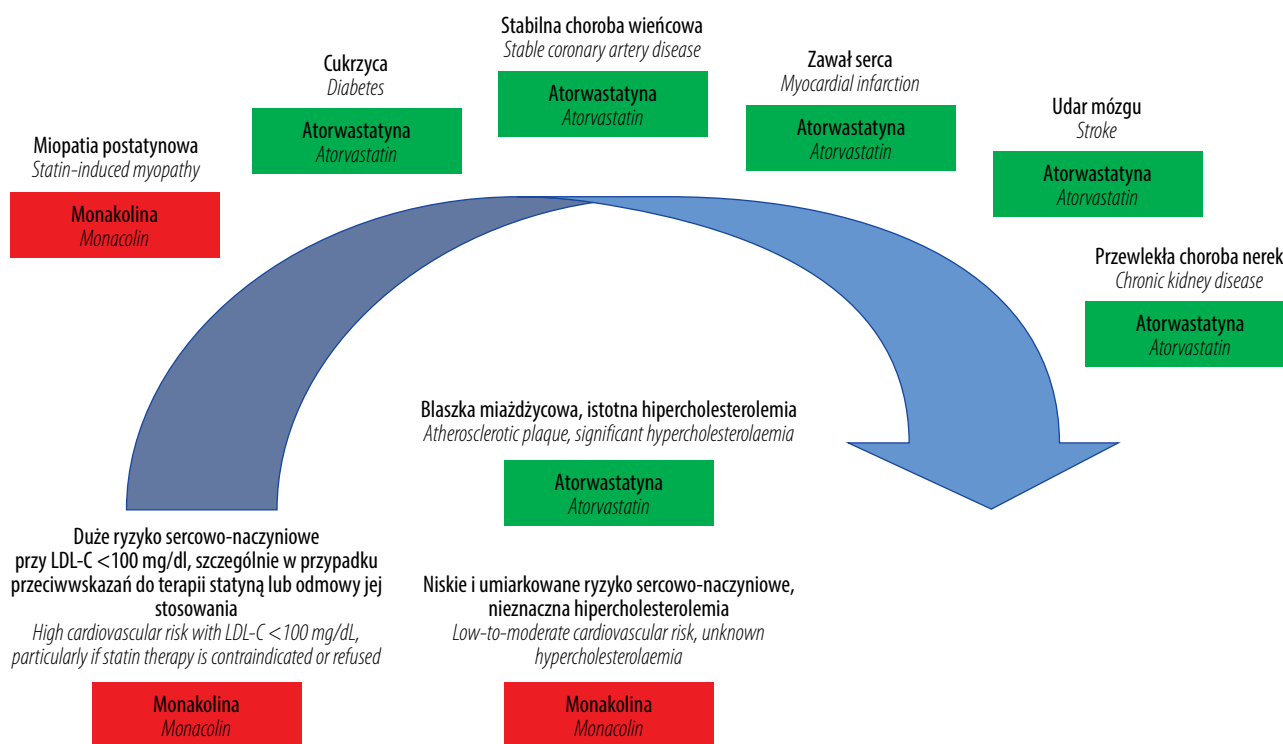 Stabilna choroba wieńcowa
Stable coronary artery disease
Atorwastatyna
Atorvastatin
Cukrzyca
Diabetes
Atorwastatyna
Atorvastatin
Zawał serca
Myocardial infarction
Atorwastatyna
Atorvastatin
Udar mózgu
Stroke
Atorwastatyna
Atorvastatin
Miopatia postatynowa
Statin-induced myopathy
Monakolina
Monacolin
Przewlekła choroba nerek
Chronic kidney disease
Atorwastatyna
Atorvastatin
Blaszka miażdżycowa, istotna hipercholesterolemia
Atherosclerotic plaque, significant hypercholesterolaemia
Atorwastatyna
Atorvastatin
Duże ryzyko sercowo-naczyniowe
przy LDL-C <100 mg/dl, szczególnie w przypadku
przeciwwskazań do terapii statyną lub odmowy jej
stosowania
High cardiovascular risk with LDL-C <100 mg/dL,
particularly if statin therapy is contraindicated or refused
Monakolina
Monacolin
Niskie i umiarkowane ryzyko sercowo-naczyniowe,
nieznaczna hipercholesterolemia
Low-to-moderate cardiovascular risk, unknown
hypercholesterolaemia
Monakolina
Monacolin